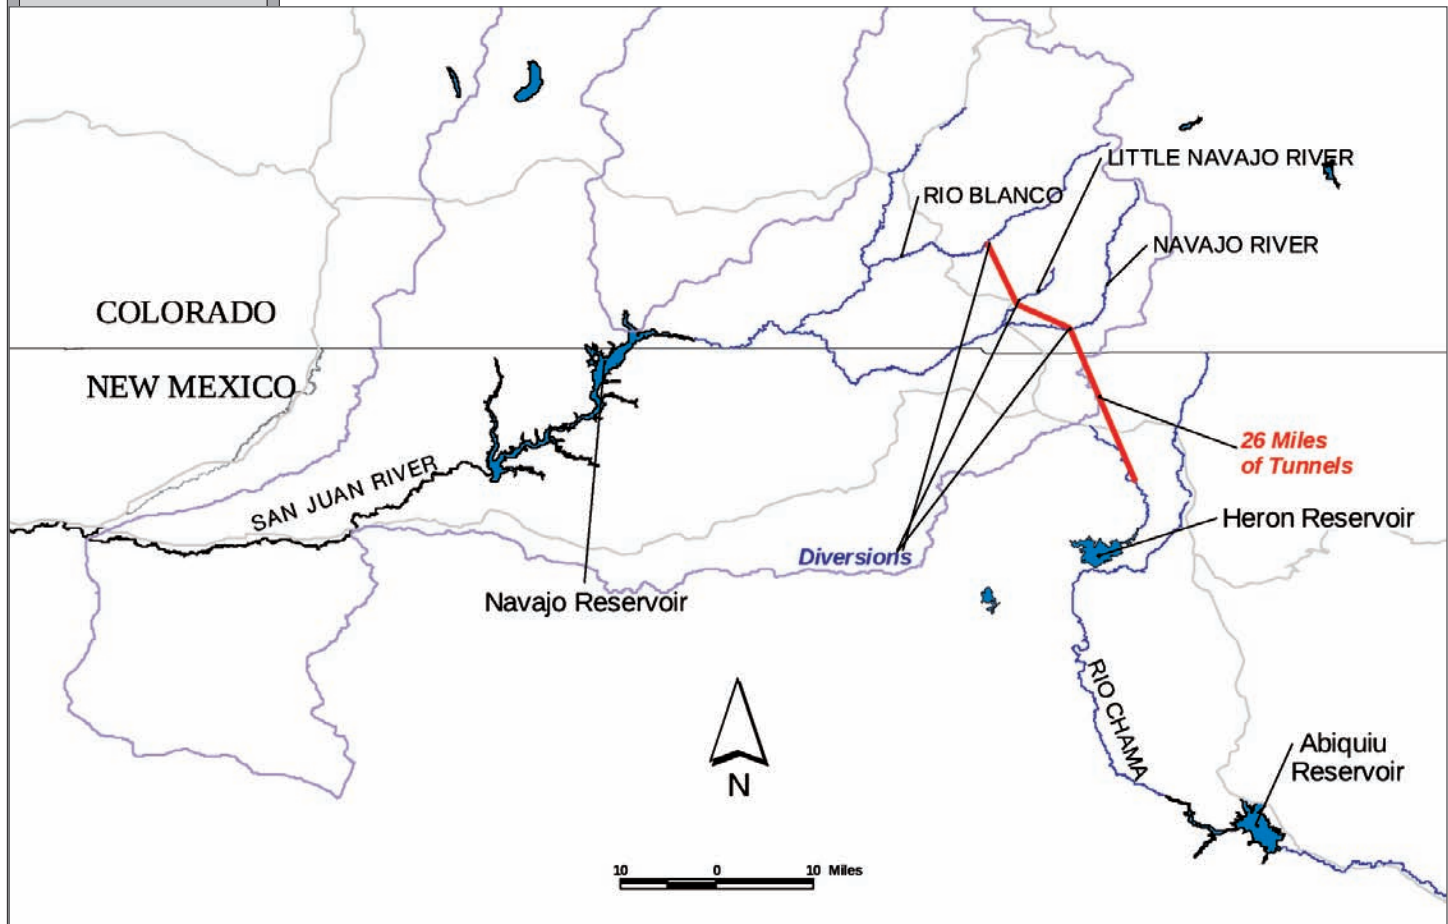 LITTLE NAVAJO RIVER
RIO BLANCO
NAVAJO RIVER
COLORADO
NEW MEXICO
26 Miles
of Tunnels
SAN JUAN RIVER
Heron Reservoir
Diversions
Navajo Reservoir
RIO CHAMA
Abiquiu
Reservoir
N
10 0 10 Miles